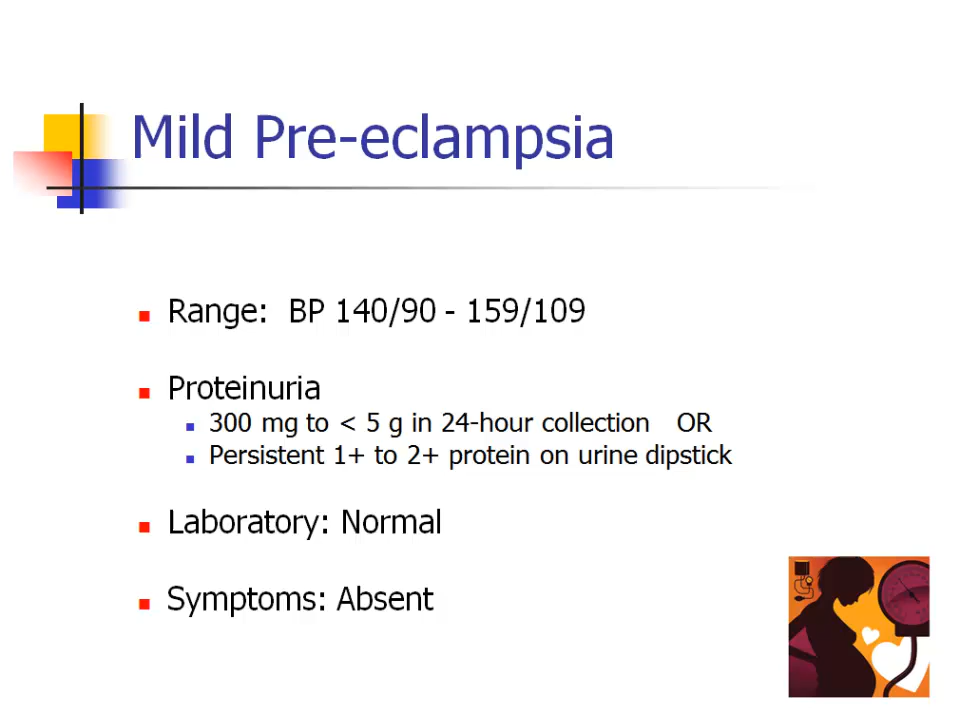 Mild Pre-eclampsia
Range: BP 140/90 - 159/109
Proteinuria
300 mg to < 5 g in 24-hour collection OR
Persistent 1+ to 2+ protein on urine dipstick
Laboratory: Normal
Symptoms: Absent